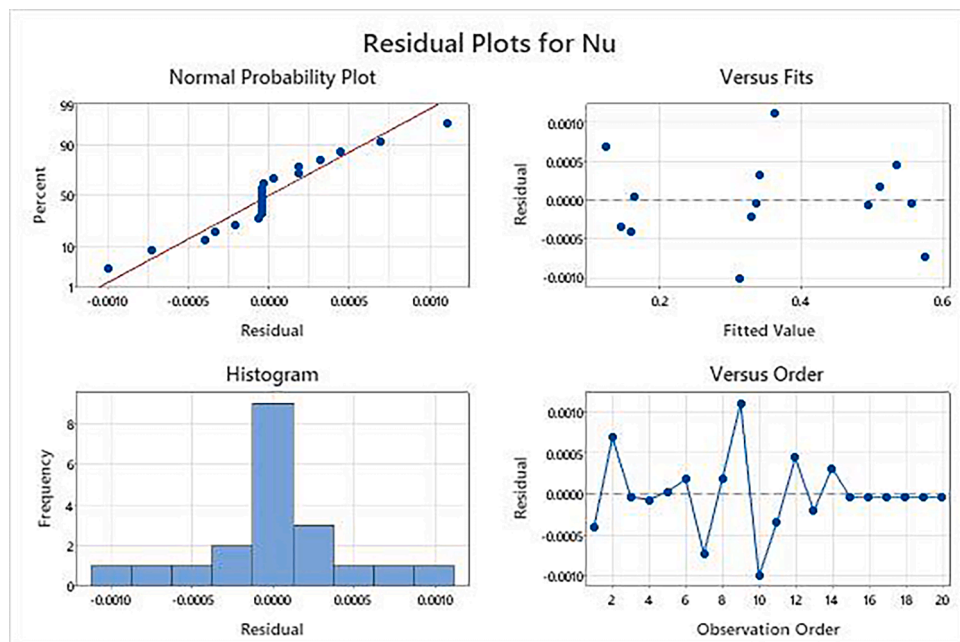 Residual Plots for Nu
Normal Probability Plot
99
90
50
10
1
Percent
-0.0010 -0.0005 0.0000 0.0005 0.0010
Residual
Versus Fits
0.0010
0.0005
0.0000
-0.0005
-0.0010
Residual
0.2 0.4 0.6
Fitted Value
Histogram
8
6
4
2
0
Frequency
-0.0010 -0.0005 0.0000 0.0005 0.0010
Residual
Versus Order
0.0010
0.0005
0.0000
-0.0005
-0.0010
Residual
2 4 6 8 10 12 14 16 18 20
Observation Order